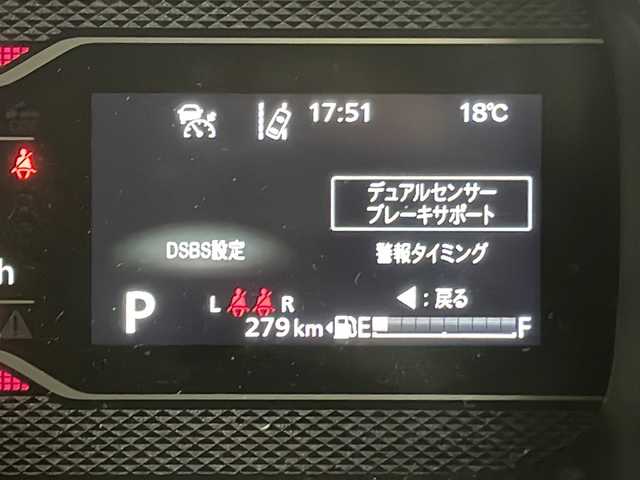 17:51 18℃
デュアルセンサー
ブレーキサポート
DSBS設定
警報タイミング
◀:戻る
P
L R
279km
E F
h